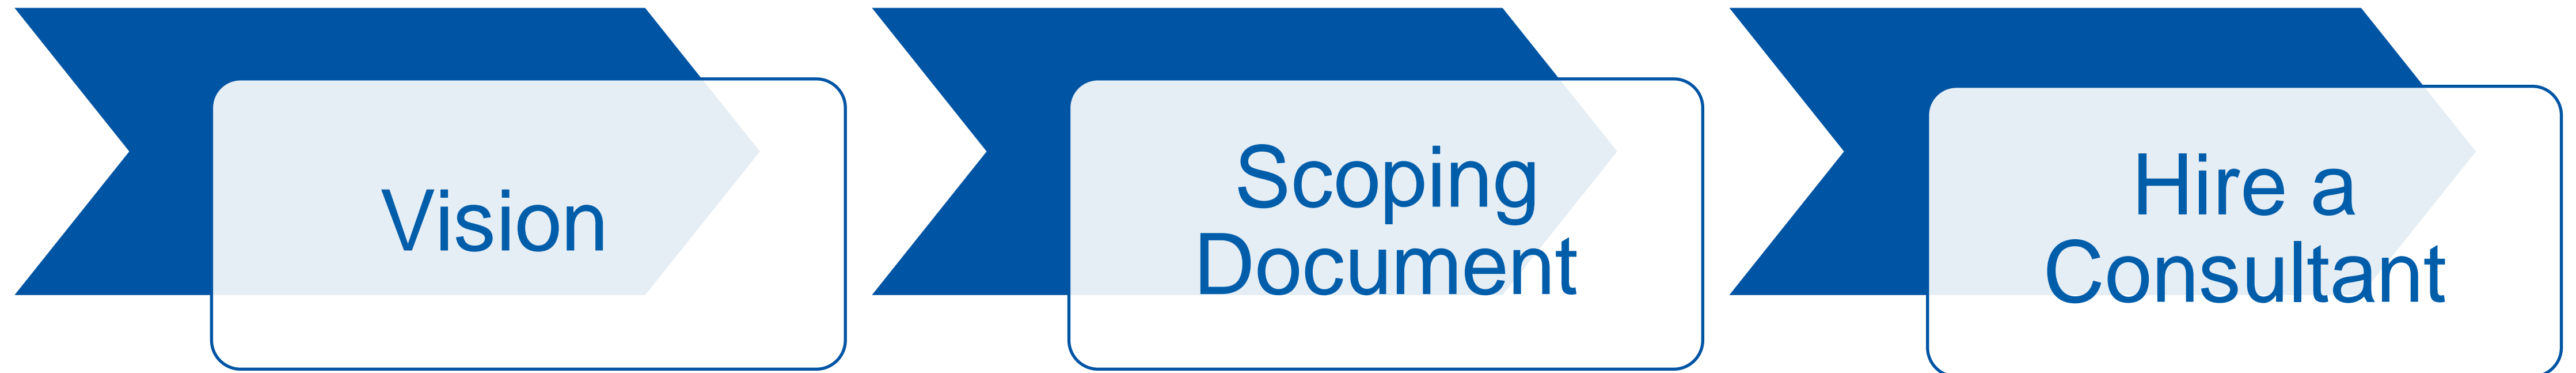 Vision
Scoping
Document
Hire a
Consultant